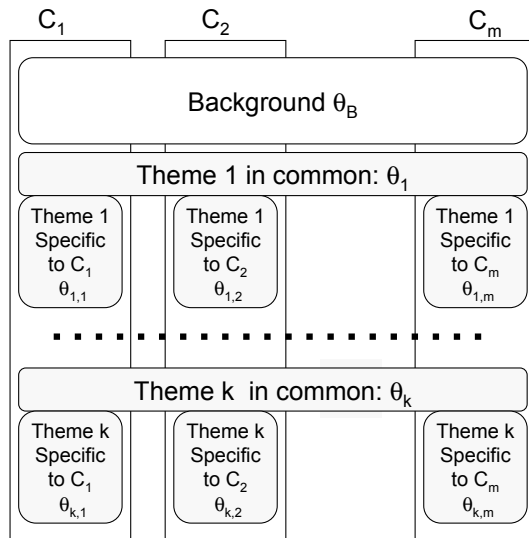 C₁ C₂ Cₘ
Background θ_B
Theme 1 in common: θ₁
Theme 1 Theme 1 Theme 1
Specific Specific Specific
to C₁ to C₂ to Cₘ
θ₁,₁ θ₁,₂ θ₁,ₘ
Theme k in common: θₖ
Theme k Theme k Theme k
Specific Specific Specific
to C₁ to C₂ to Cₘ
θₖ,₁ θₖ,₂ θₖ,ₘ